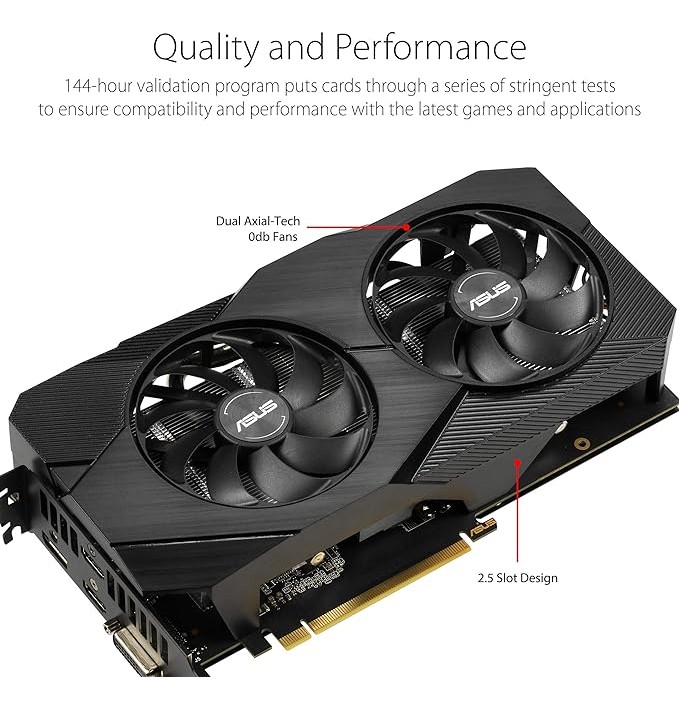 Quality and Performance
144-hour validation program puts cards through a series of stringent tests
to ensure compatibility and performance with the latest games and applications
Dual Axial-Tech
0db Fans
ASUS
ASUS
ASUS
2.5 Slot Design